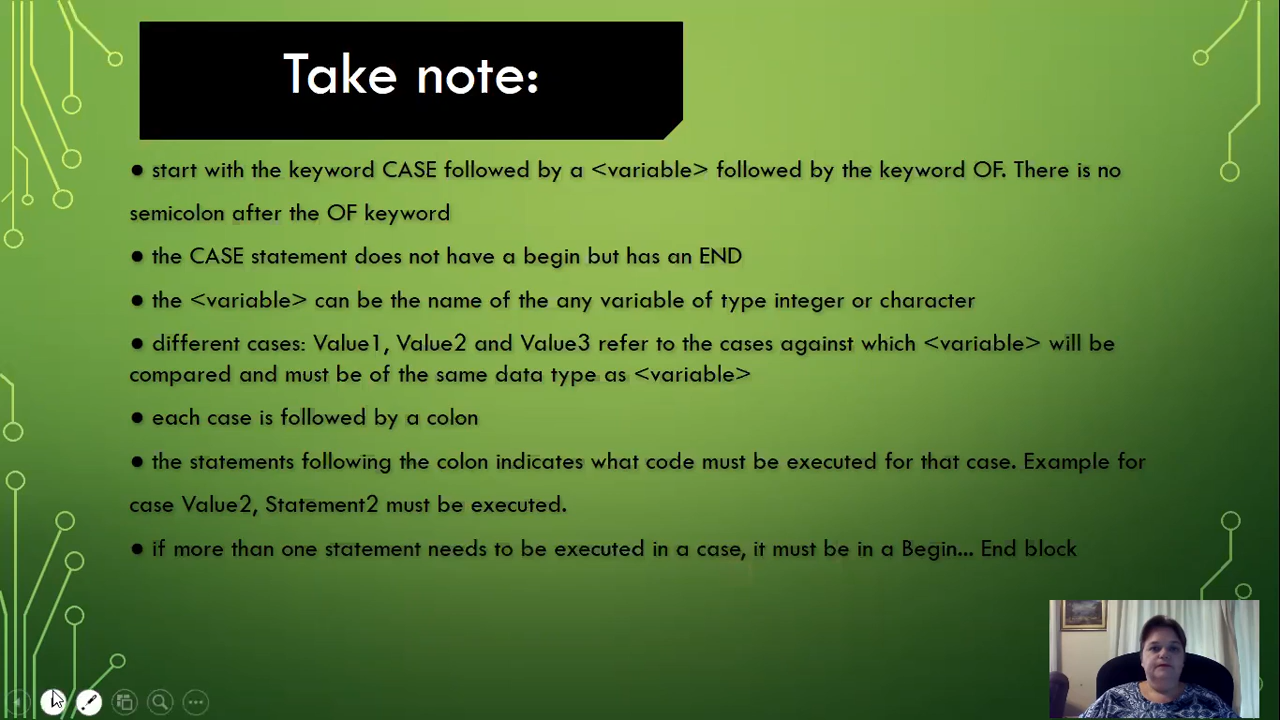 Take note:
● start with the keyword CASE followed by a <variable> followed by the keyword OF. There is no
semicolon after the OF keyword
● the CASE statement does not have a begin but has an END
● the <variable> can be the name of the any variable of type integer or character
● different cases: Value1, Value2 and Value3 refer to the cases against which <variable> will be
compared and must be of the same data type as <variable>
● each case is followed by a colon
● the statements following the colon indicates what code must be executed for that case. Example for
case Value2, Statement2 must be executed.
● if more than one statement needs to be executed in a case, it must be in a Begin... End block